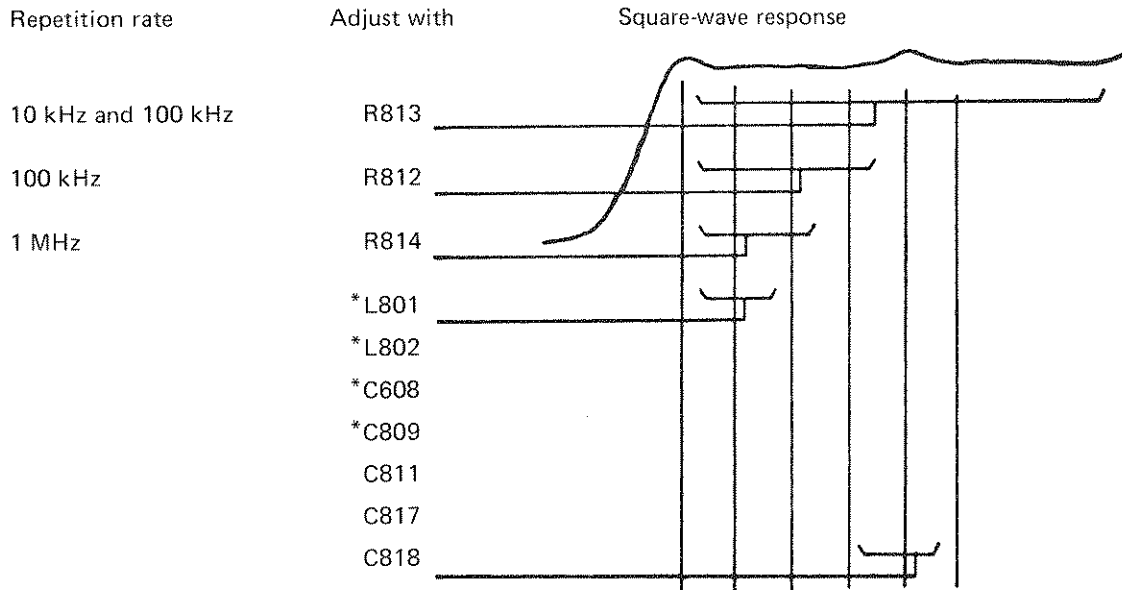 Repetition rate Adjust with Square-wave response
10 kHz and 100 kHz R813
100 kHz R812
1 MHz R814
*L801
*L802
*C608
*C809
C811
C817
C818